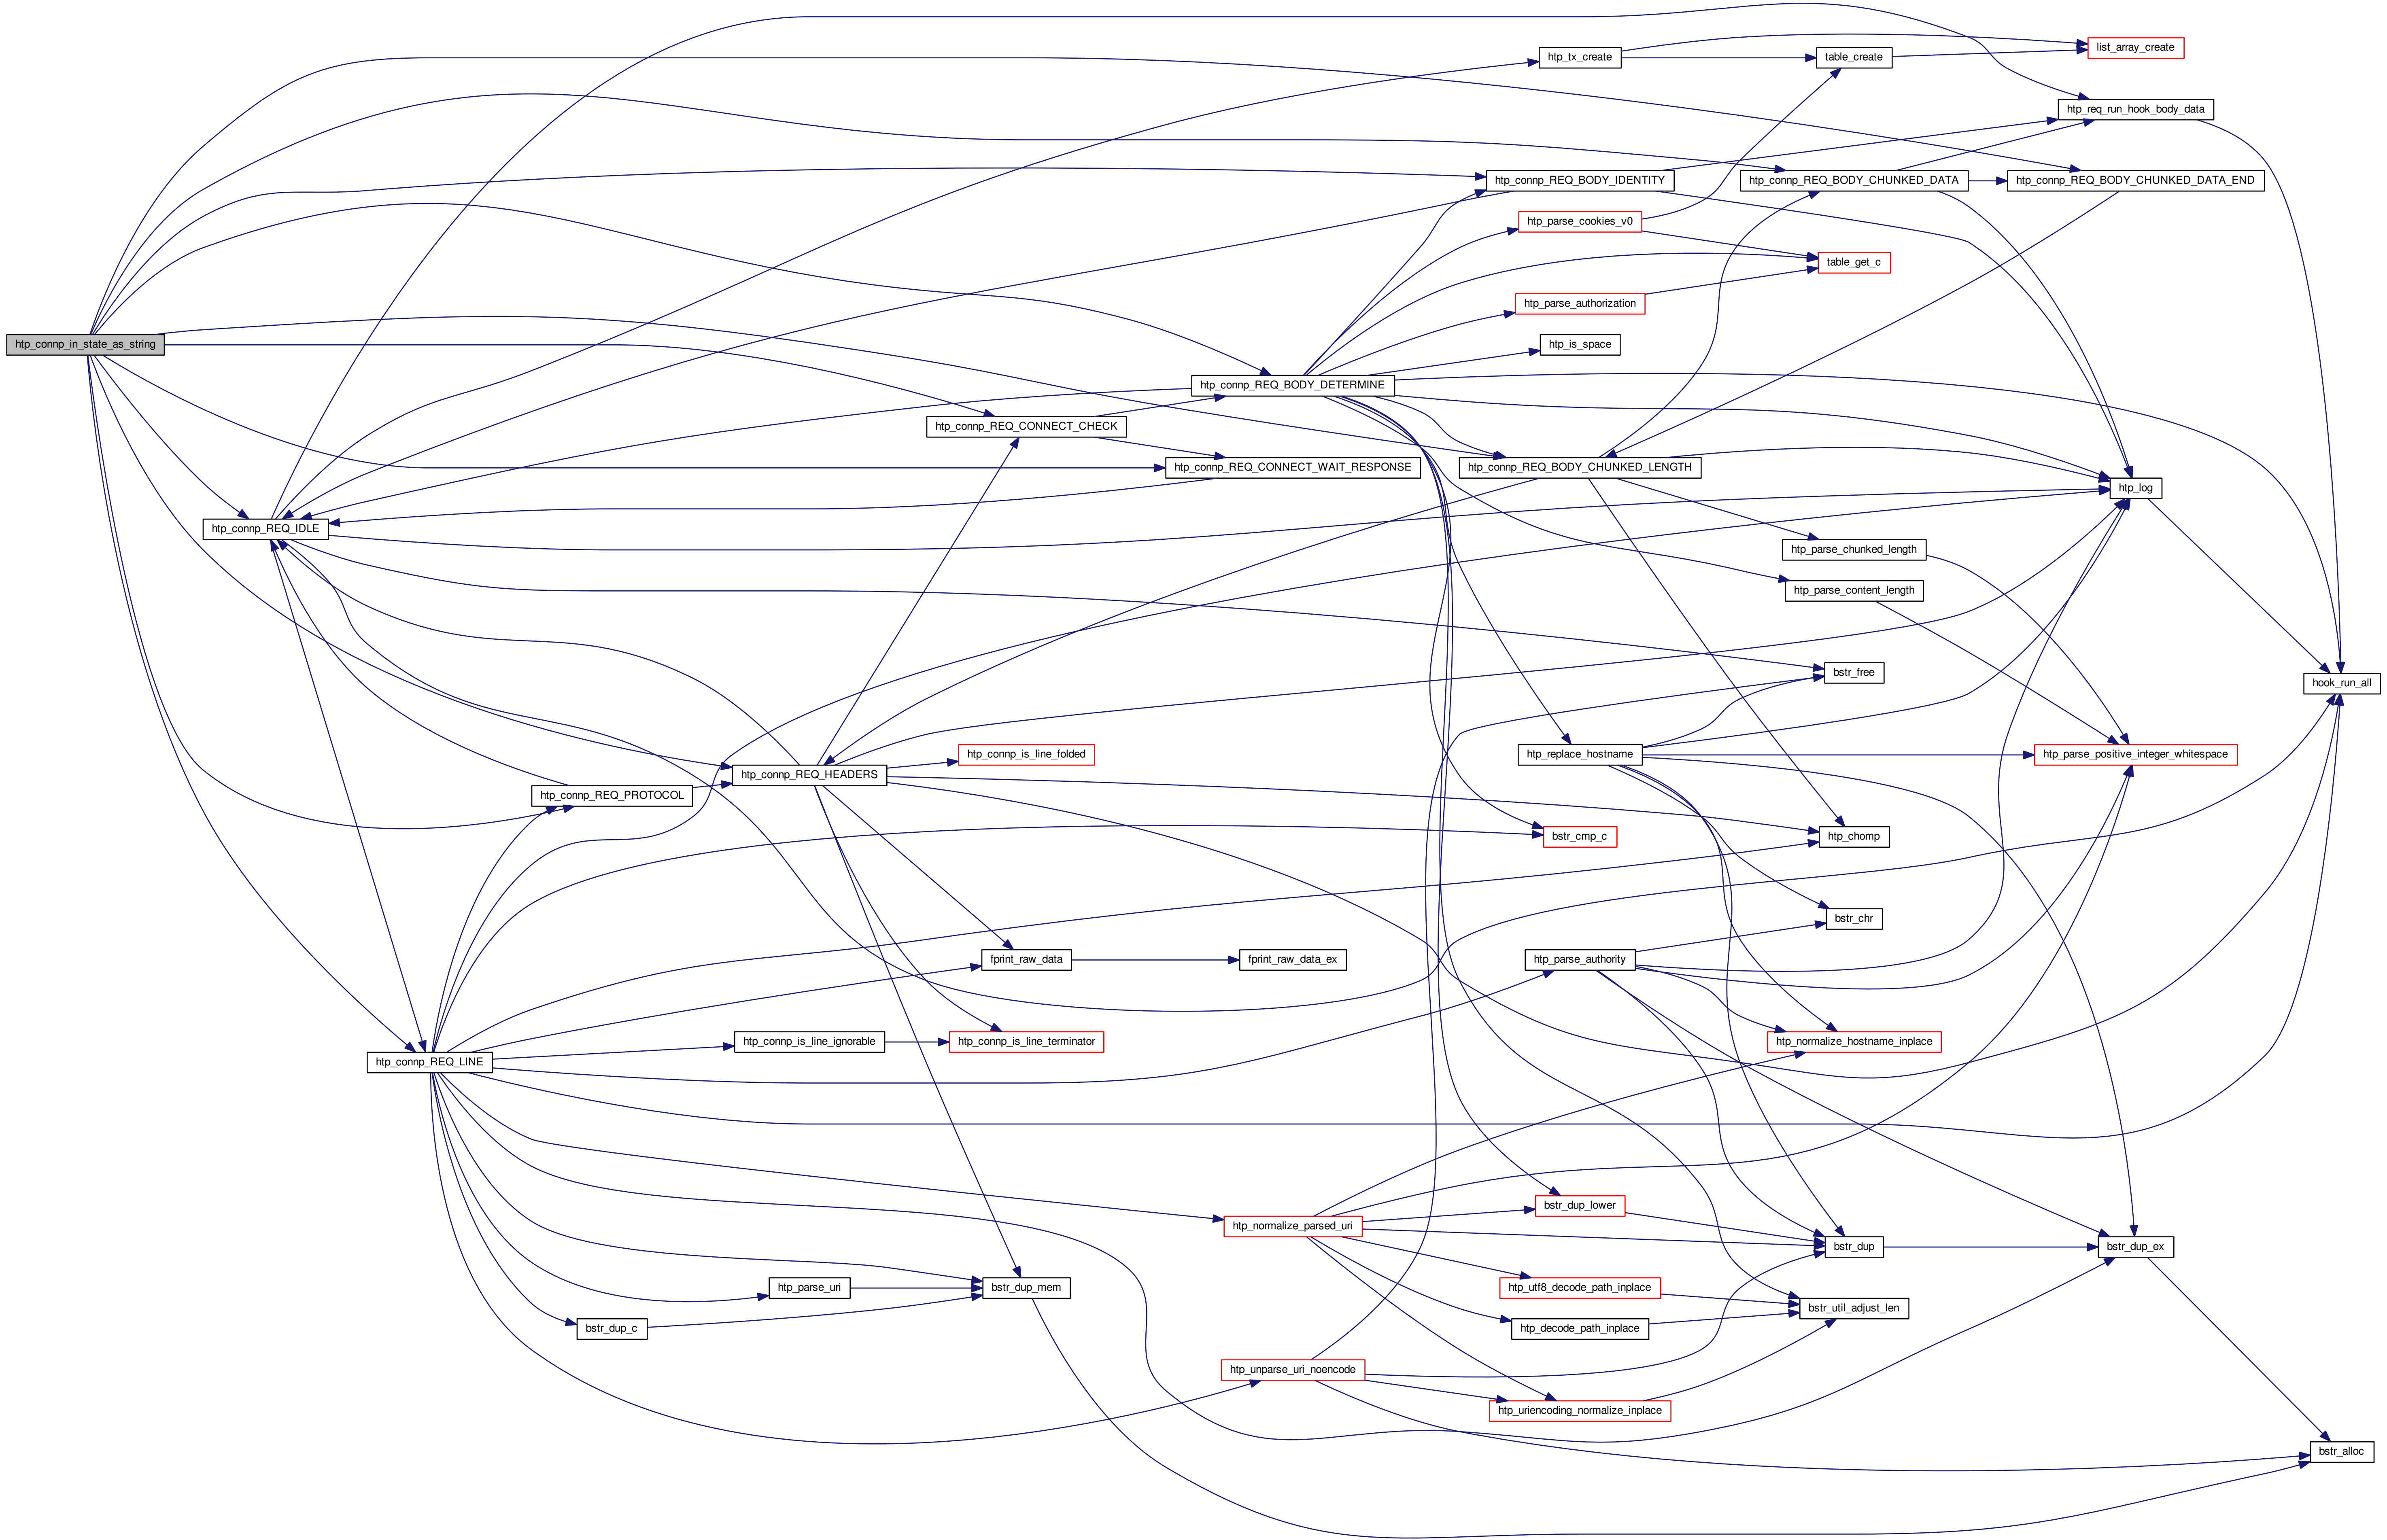 htp_tx_create
table_create
list_array_create
htp_req_run_hook_body_data
htp_connp_REQ_BODY_IDENTITY
htp_connp_REQ_BODY_CHUNKED_DATA
htp_connp_REQ_BODY_CHUNKED_DATA_END
htp_parse_cookies_v0
table_get_c
htp_parse_authorization
htp_connp_in_state_as_string
htp_is_space
htp_connp_REQ_BODY_DETERMINE
htp_connp_REQ_CONNECT_CHECK
htp_connp_REQ_CONNECT_WAIT_RESPONSE
htp_connp_REQ_BODY_CHUNKED_LENGTH
htp_log
htp_connp_REQ_IDLE
htp_parse_chunked_length
htp_parse_content_length
bstr_free
hook_run_all
htp_connp_is_line_folded
htp_replace_hostname
htp_parse_positive_integer_whitespace
htp_connp_REQ_HEADERS
htp_connp_REQ_PROTOCOL
bstr_cmp_c
htp_chomp
bstr_chr
fprint_raw_data
fprint_raw_data_ex
htp_parse_authority
htp_connp_is_line_ignorable
htp_connp_is_line_terminator
htp_normalize_hostname_inplace
htp_connp_REQ_LINE
bstr_dup_lower
htp_normalize_parsed_uri
bstr_dup
bstr_dup_ex
htp_parse_uri
bstr_dup_mem
htp_utf8_decode_path_inplace
bstr_util_adjust_len
bstr_dup_c
htp_decode_path_inplace
htp_unparse_uri_noencode
htp_uriencoding_normalize_inplace
bstr_alloc